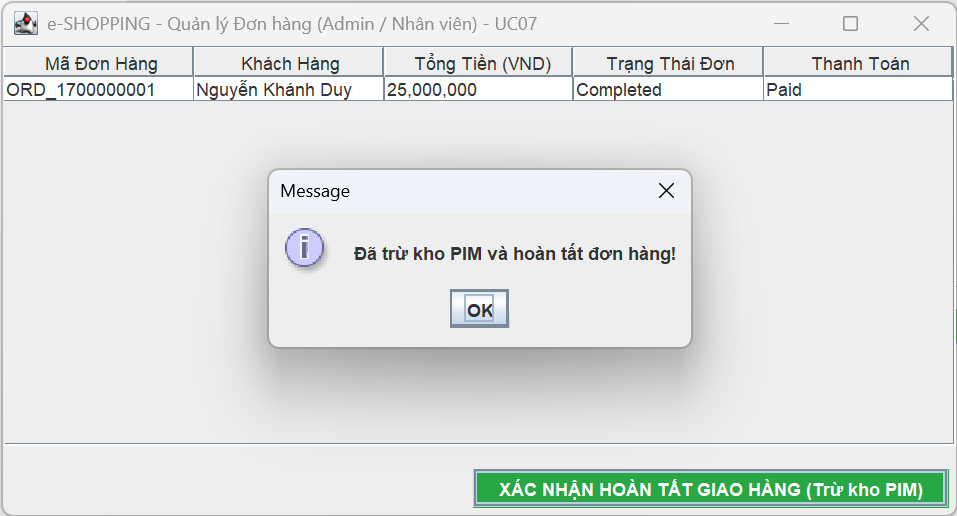 e-SHOPPING - Quản lý Đơn hàng (Admin / Nhân viên) - UC07
Mã Đơn Hàng Khách Hàng Tổng Tiền (VND) Trạng Thái Đơn Thanh Toán
ORD_1700000001 Nguyễn Khánh Duy 25,000,000 Completed Paid
Message
Đã trừ kho PIM và hoàn tất đơn hàng!
OK
XÁC NHẬN HOÀN TẤT GIAO HÀNG (Trừ kho PIM)